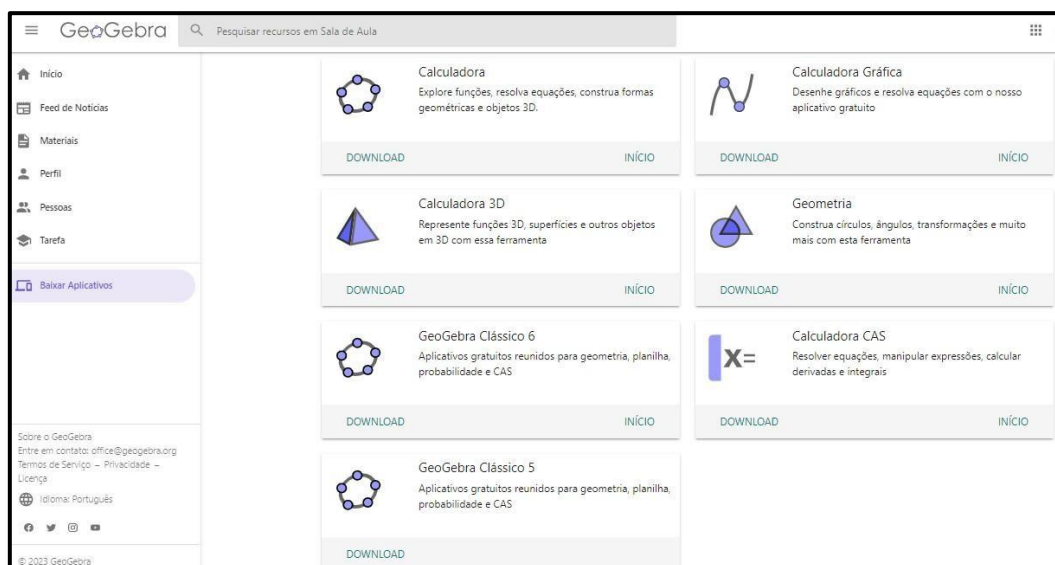 GeoGebra
Pesquisar recursos em Sala de Aula
Início
Feed de Notícias
Materiais
Perfil
Pessoas
Tarefa
Baixar Aplicativos
Sobre o GeoGebra
Entre em contato: office@geogebra.org
Termos de Serviço – Privacidade –
Licença
Idioma: Português
© 2023 GeoGebra
Calculadora
Explore funções, resolva equações, construa formas
geométricas e objetos 3D.
DOWNLOAD INÍCIO
Calculadora Gráfica
Desenhe gráficos e resolva equações com o nosso
aplicativo gratuito
DOWNLOAD INÍCIO
Calculadora 3D
Represente funções 3D, superfícies e outros objetos
em 3D com essa ferramenta
DOWNLOAD INÍCIO
Geometria
Construa círculos, ângulos, transformações e muito
mais com esta ferramenta
DOWNLOAD INÍCIO
GeoGebra Clássico 6
Aplicativos gratuitos reunidos para geometria, planilha,
probabilidade e CAS
DOWNLOAD INÍCIO
X=
Calculadora CAS
Resolver equações, manipular expressões, calcular
derivadas e integrais
DOWNLOAD INÍCIO
GeoGebra Clássico 5
Aplicativos gratuitos reunidos para geometria, planilha,
probabilidade e CAS
DOWNLOAD